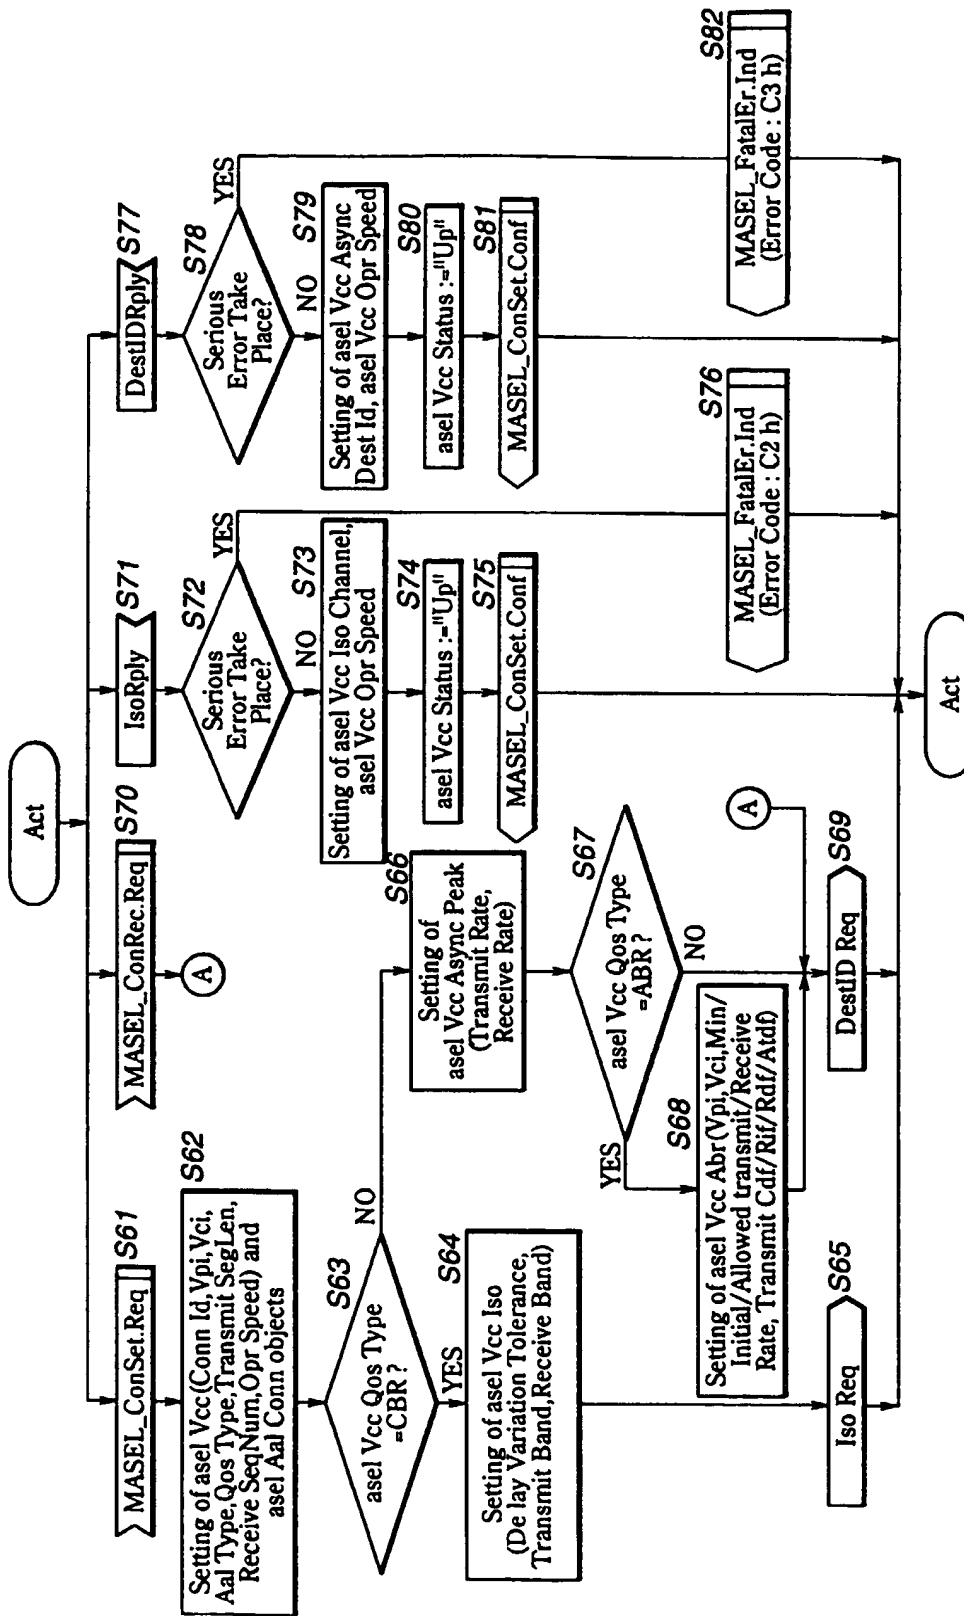 Act
MASEL_ConSet.Req
S61
Setting of asel Vcc(Conn Id,Vpi,Vci,
Aal Type,Qos Type,Transmit SegLen,
Receive SeqNum,Opr Speed) and
asel Aal Conn objects
S62
asel Vcc Qos Type
=CBR ?
S63
NO
YES
Setting of asel Vcc Iso
(De lay Variation Tolerance,
Transmit Band,Receive Band)
S64
Iso Req
S65
Setting of
asel Vcc Async Peak
(Transmit Rate,
Receive Rate)
S66
asel Vcc Qos Type
=ABR ?
S67
YES
NO
Setting of asel Vcc Abr(Vpi,Vci,Min/
Initial/Allowed transmit/Receive
Rate, Transmit Cdf/Rif/Rdf/Atdf)
S68
A
DestID Req
S69
MASEL_ConRec.Req
S70
A
IsoRply
S71
Serious
Error Take
Place?
S72
YES
NO
Setting of asel Vcc Iso Channel,
asel Vcc Opr Speed
S73
asel Vcc Status :="Up"
S74
MASEL_ConSet.Conf
S75
MASEL_FatalEr.Ind
(Error Code : C2 h)
S76
DestIDRply
S77
Serious
Error Take
Place?
S78
YES
NO
Setting of asel Vcc Async
Dest Id, asel Vcc Opr Speed
S79
asel Vcc Status :="Up"
S80
MASEL_ConSet.Conf
S81
MASEL_FatalEr.Ind
(Error Code : C3 h)
S82
Act